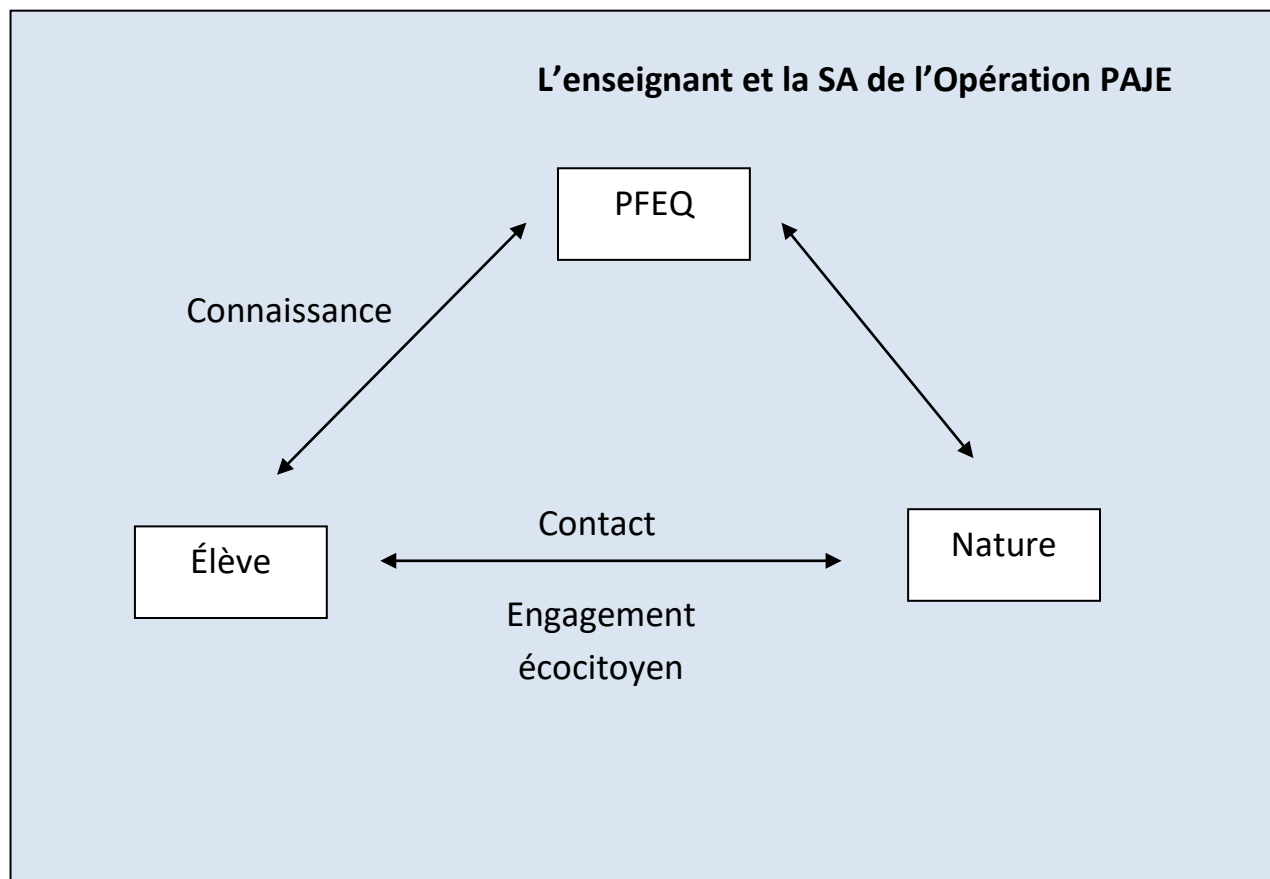 L’enseignant et la SA de l’Opération PAJE
PFEQ
Connaissance
Contact
Élève
Nature
Engagement
écocitoyen